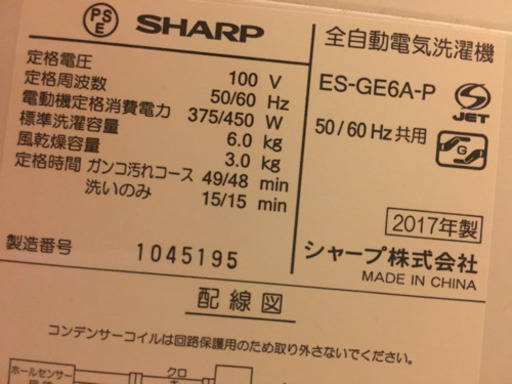 PS
E
SHARP
全自動電気洗濯機
定格電圧 100 V
定格周波数 50/60 Hz
電動機定格消費電力 375/450 W
標準洗濯容量 6.0 kg
風乾燥容量 3.0 kg
定格時間 ガンコ汚れコース 49/48 min
洗いのみ 15/15 min
製造番号 1045195
ES-GE6A-P
JET
50/60Hz共用
G
2017年製
シャープ株式会社
MADE IN CHINA
配線図
コンデンサーコイルは回路保護用のため取り外さないでください。
ホールセンサー
クロ